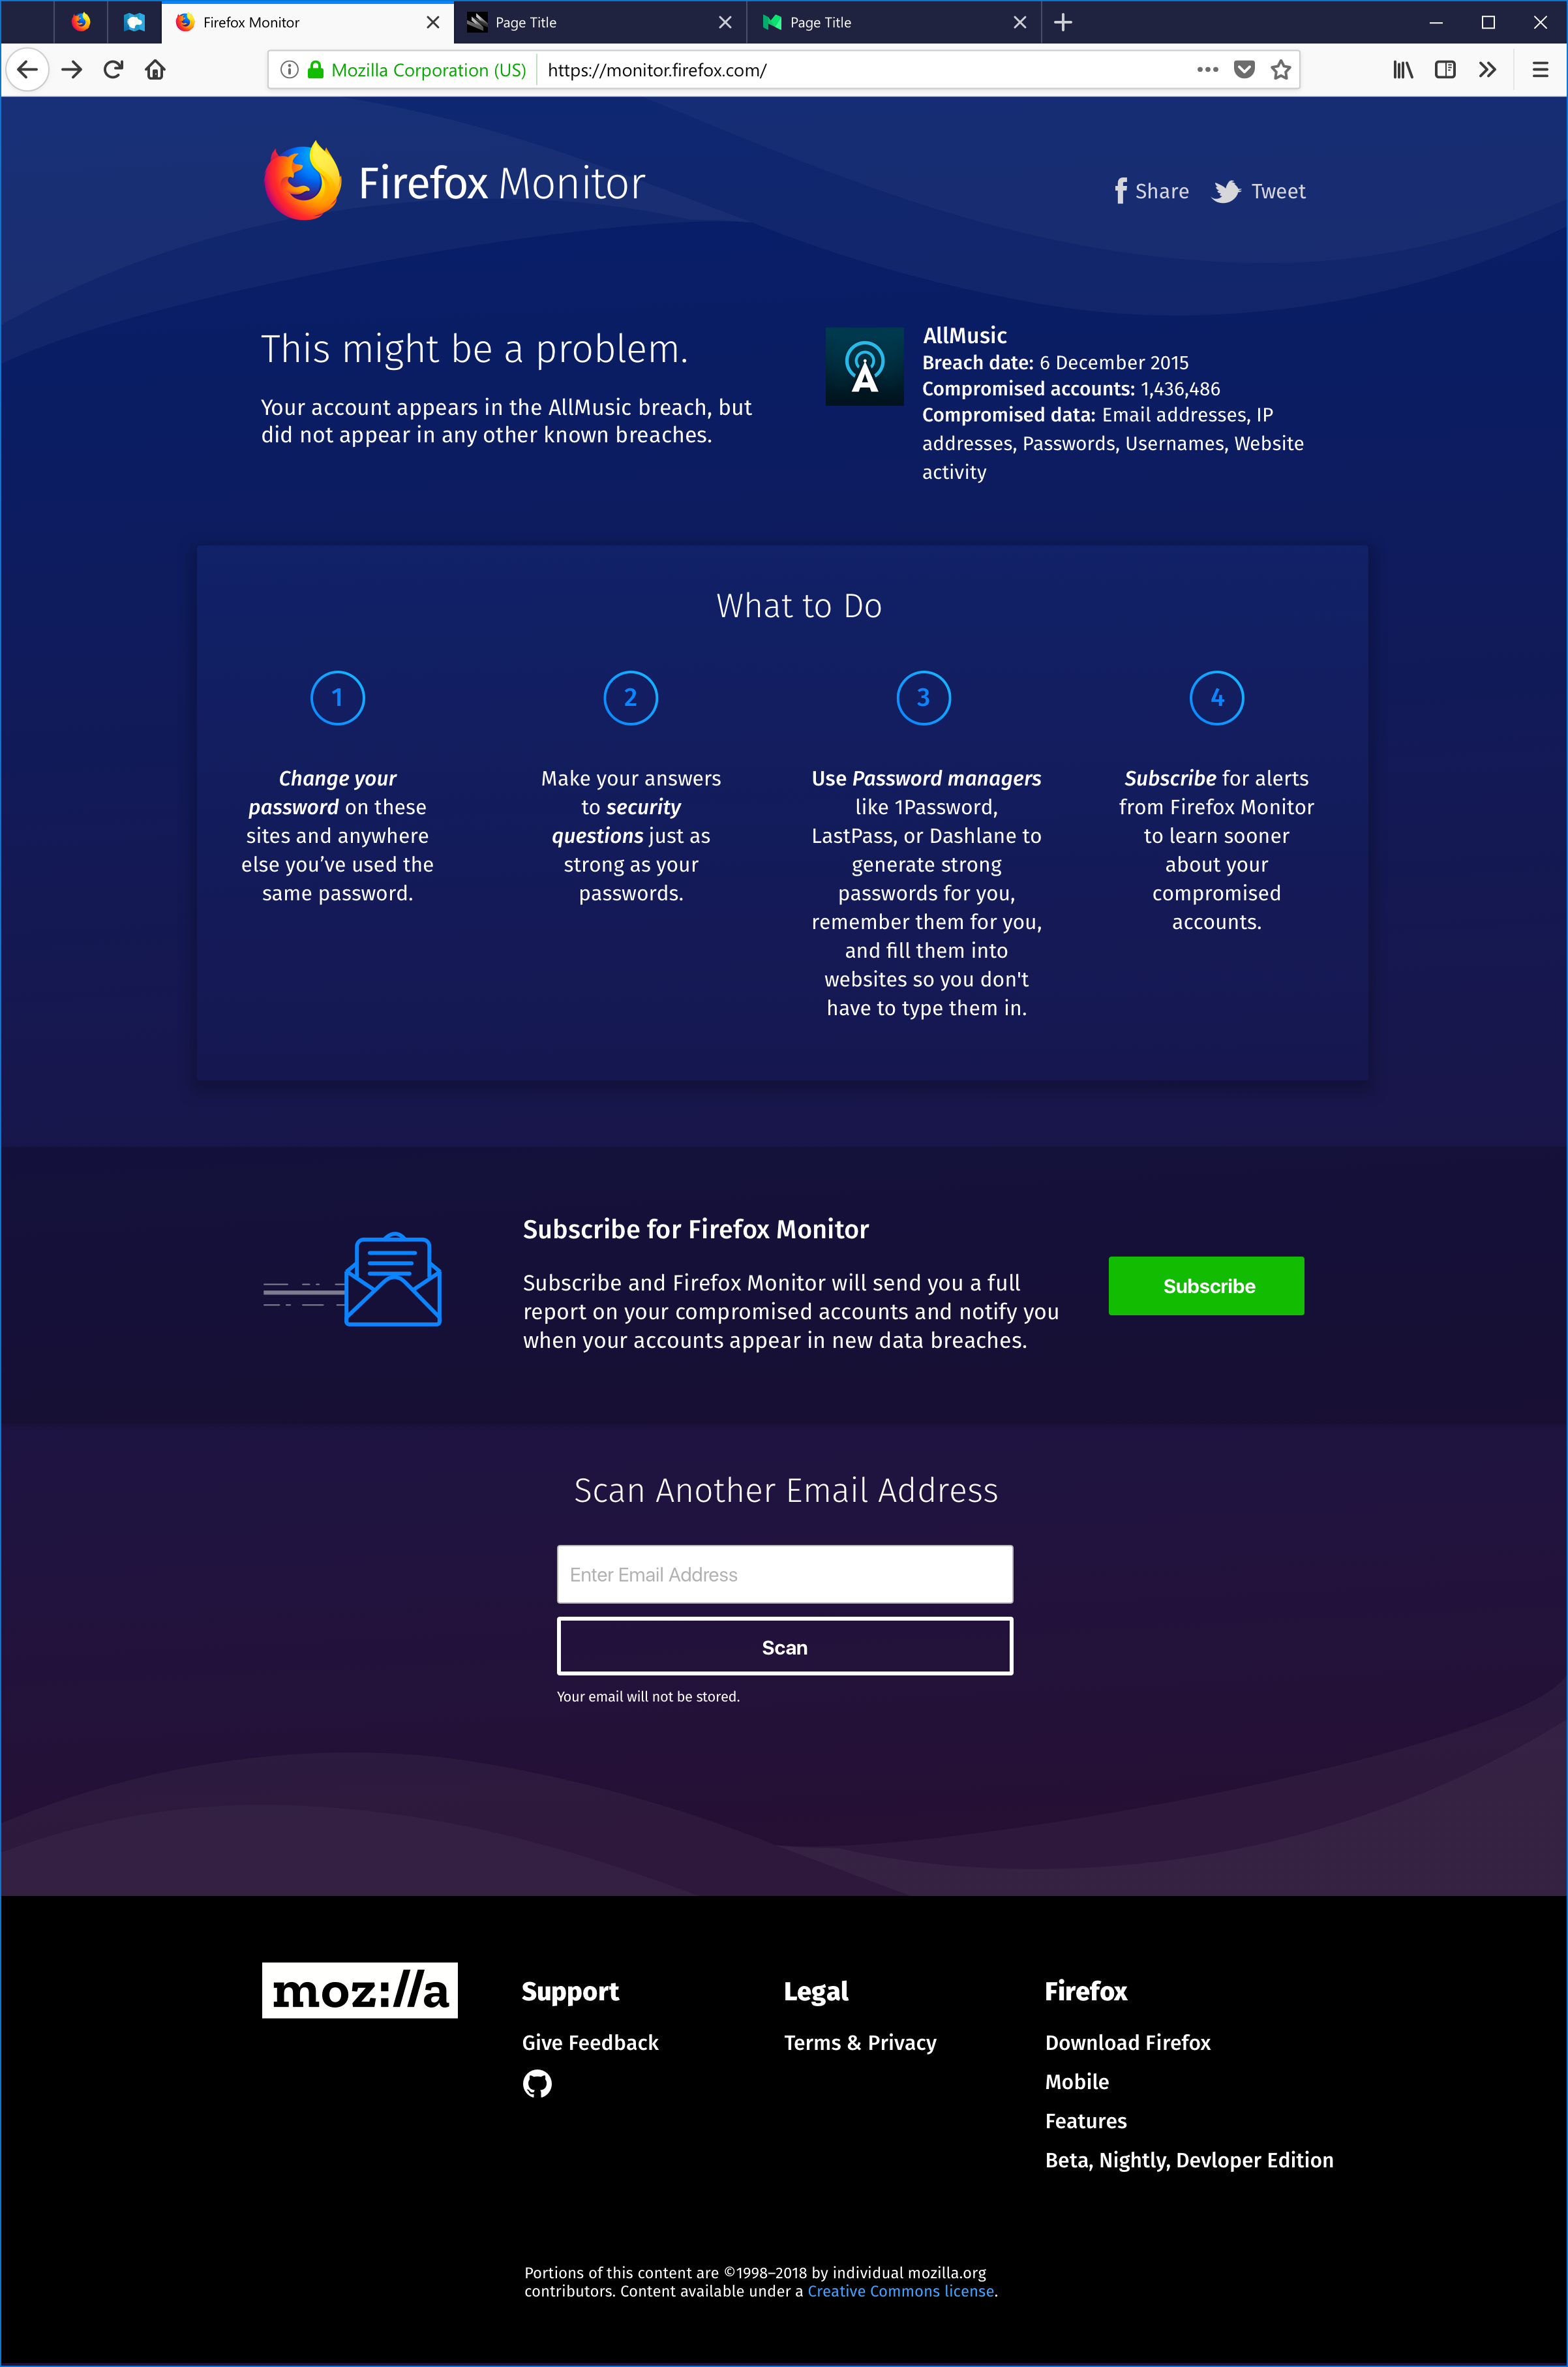 Firefox Monitor
Page Title
Page Title
Mozilla Corporation (US)
https://monitor.firefox.com/
Firefox Monitor
Share
Tweet
This might be a problem.
Your account appears in the AllMusic breach, but
did not appear in any other known breaches.
AllMusic
Breach date: 6 December 2015
Compromised accounts: 1,436,486
Compromised data: Email addresses, IP
addresses, Passwords, Usernames, Website
activity
What to Do
1
Change your
password on these
sites and anywhere
else you’ve used the
same password.
2
Make your answers
to security
questions just as
strong as your
passwords.
3
Use Password managers
like 1Password,
LastPass, or Dashlane to
generate strong
passwords for you,
remember them for you,
and fill them into
websites so you don't
have to type them in.
4
Subscribe for alerts
from Firefox Monitor
to learn sooner
about your
compromised
accounts.
Subscribe for Firefox Monitor
Subscribe and Firefox Monitor will send you a full
report on your compromised accounts and notify you
when your accounts appear in new data breaches.
Subscribe
Scan Another Email Address
Enter Email Address
Scan
Your email will not be stored.
moz://a
Support
Give Feedback
Legal
Terms & Privacy
Firefox
Download Firefox
Mobile
Features
Beta, Nightly, Devloper Edition
Portions of this content are ©1998–2018 by individual mozilla.org
contributors. Content available under a Creative Commons license.